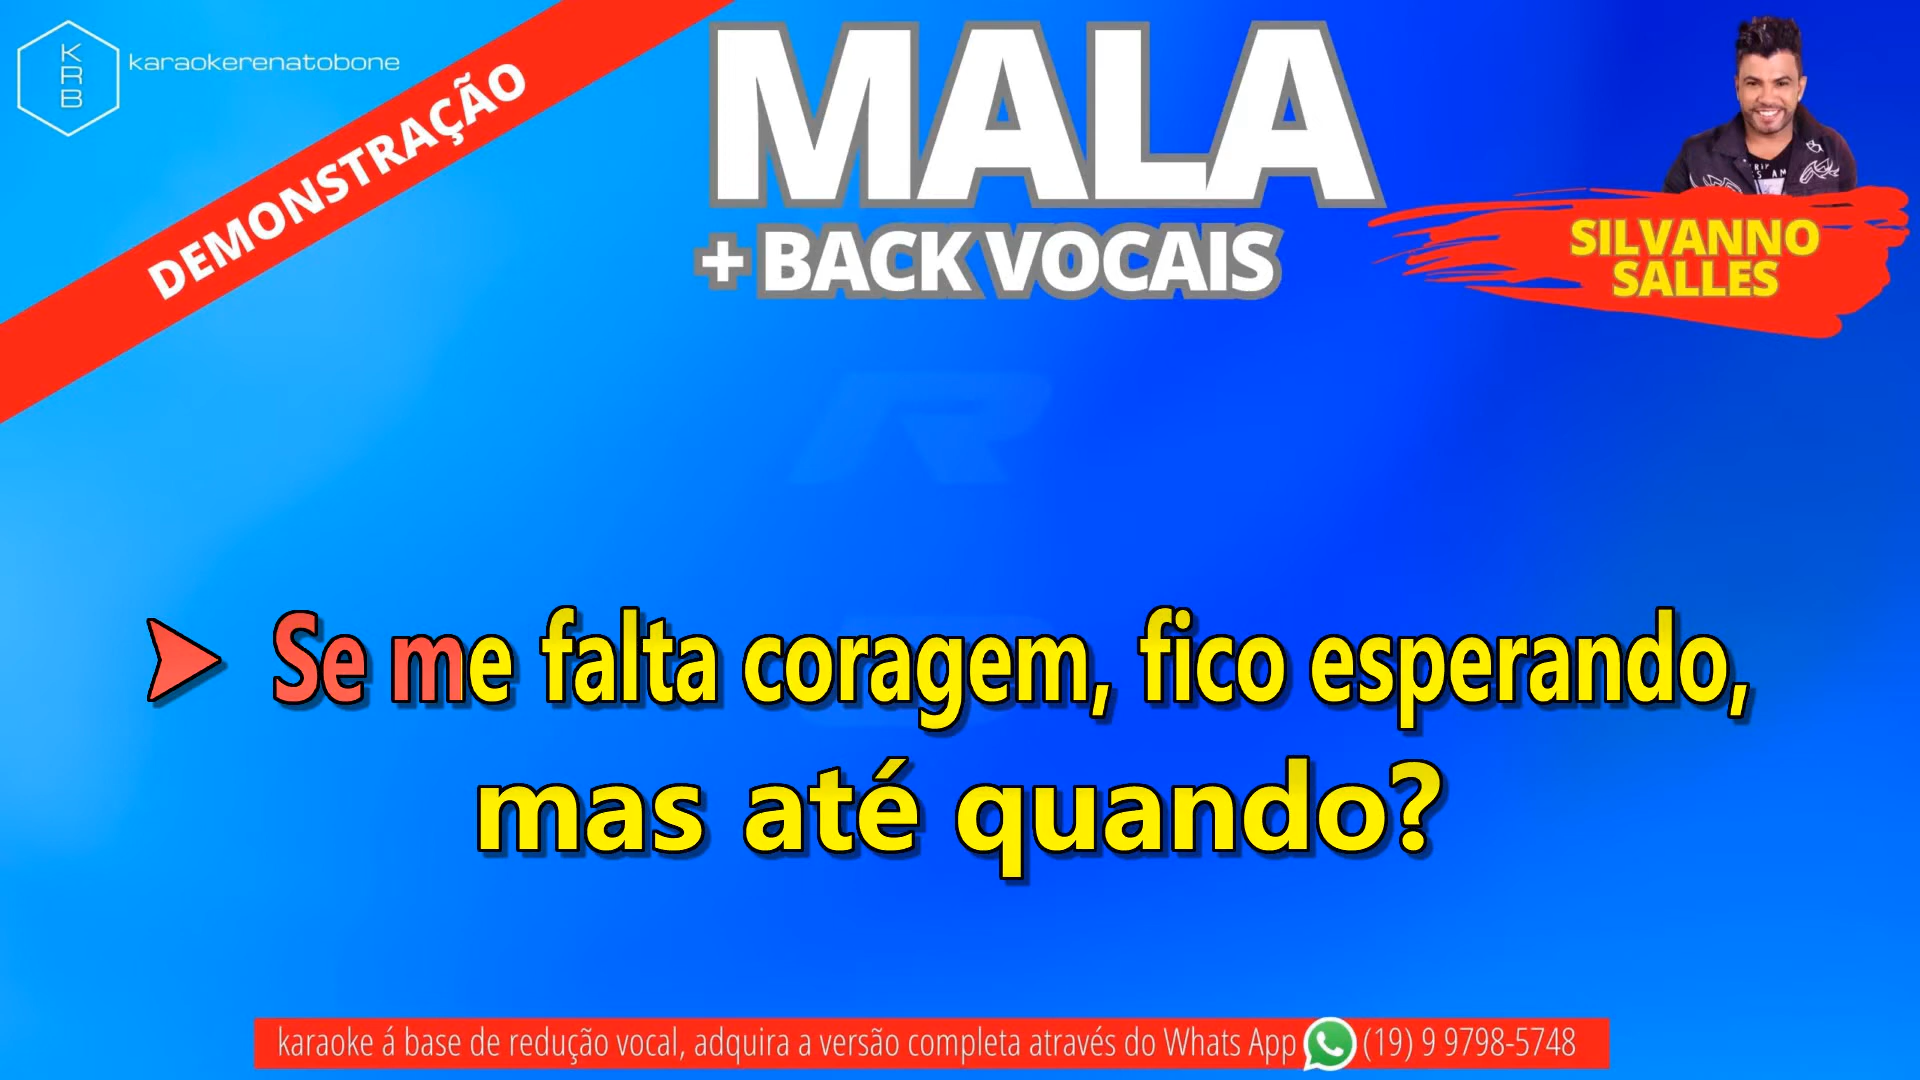 KRB
karaokerenatobone
DEMONSTRAÇÃO
MALA
+ BACK VOCAIS
SILVANNO
SALLES
Se me falta coragem, fico esperando,
mas até quando?
karaoke á base de redução vocal, adquira a versão completa através do Whats App (19) 9 9798-5748